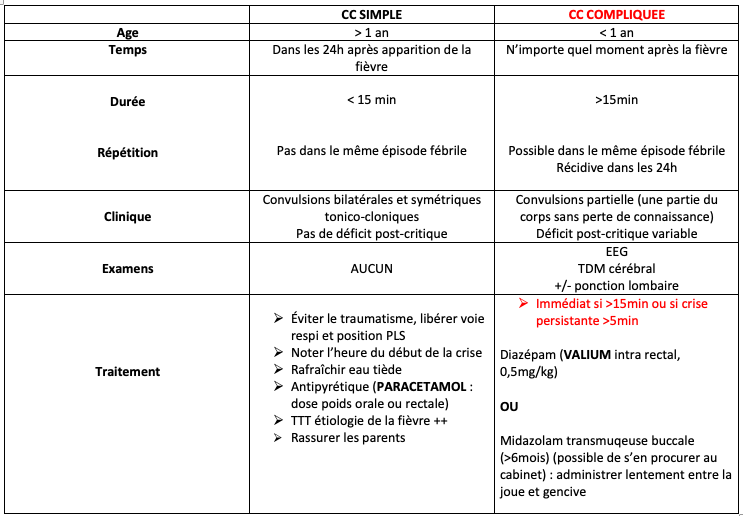 CC SIMPLE
CC COMPLIQUEE
Age
> 1 an
< 1 an
Temps
Dans les 24h après apparition de la
fièvre
N’importe quel moment après la fièvre
Durée
< 15 min
>15min
Répétition
Pas dans le même épisode fébrile
Possible dans le même épisode fébrile
Récidive dans les 24h
Clinique
Convulsions bilatérales et symétriques
tonico-cloniques
Pas de déficit post-critique
Convulsions partielle (une partie du
corps sans perte de connaissance)
Déficit post-critique variable
Examens
AUCUN
EEG
TDM cérébral
+/- ponction lombaire
Traitement
➢ Éviter le traumatisme, libérer voie
respi et position PLS
➢ Noter l’heure du début de la crise
➢ Rafraîchir eau tiède
➢ Antipyrétique (PARACETAMOL :
dose poids orale ou rectale)
➢ TTT étiologie de la fièvre ++
➢ Rassurer les parents
➢ Immédiat si >15min ou si crise
persistante >5min
Diazépam (VALIUM intra rectal,
0,5mg/kg)
OU
Midazolam transmuqeuse buccale
(>6mois) (possible de s’en procurer au
cabinet) : administrer lentement entre la
joue et gencive